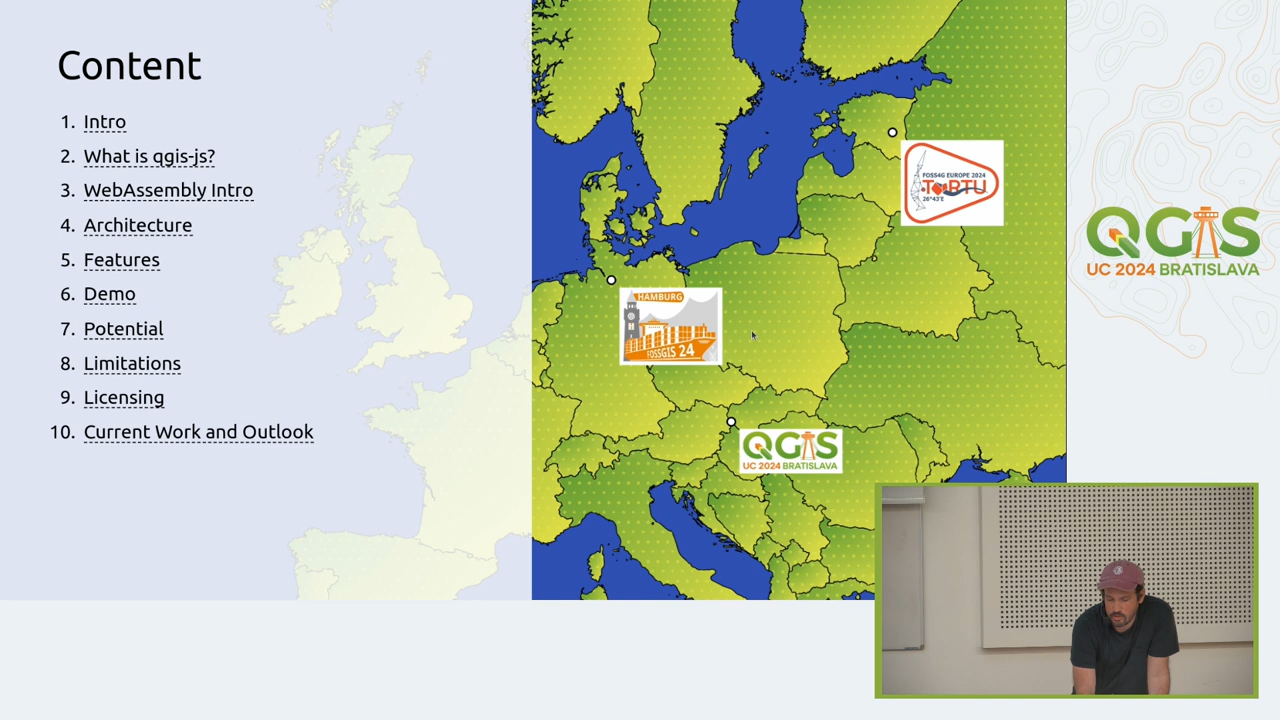 Content
1. Intro
2. What is qgis-js?
3. WebAssembly Intro
4. Architecture
5. Features
6. Demo
7. Potential
8. Limitations
9. Licensing
10. Current Work and Outlook
FOSS4G EUROPE 2024
TARTU
26°43'E
HAMBURG
FOSSGIS 24
QGIS
UC 2024 BRATISLAVA
QGIS
UC 2024 BRATISLAVA